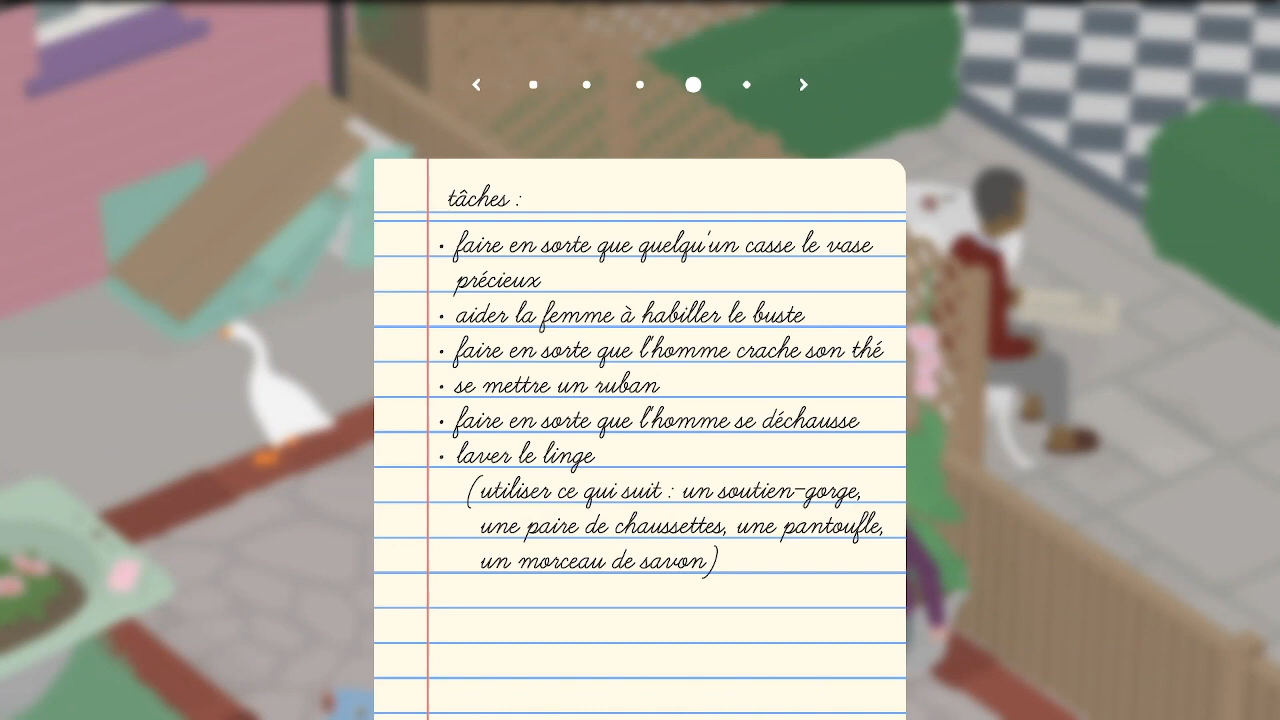 tâches :
• faire en sorte que quelqu'un casse le vase
précieux
• aider la femme à habiller le buste
• faire en sorte que l'homme crache son thé
• se mettre un ruban
• faire en sorte que l'homme se déchausse
• laver le linge
(utiliser ce qui suit : un soutien-gorge,
une paire de chaussettes, une pantoufle,
un morceau de savon)